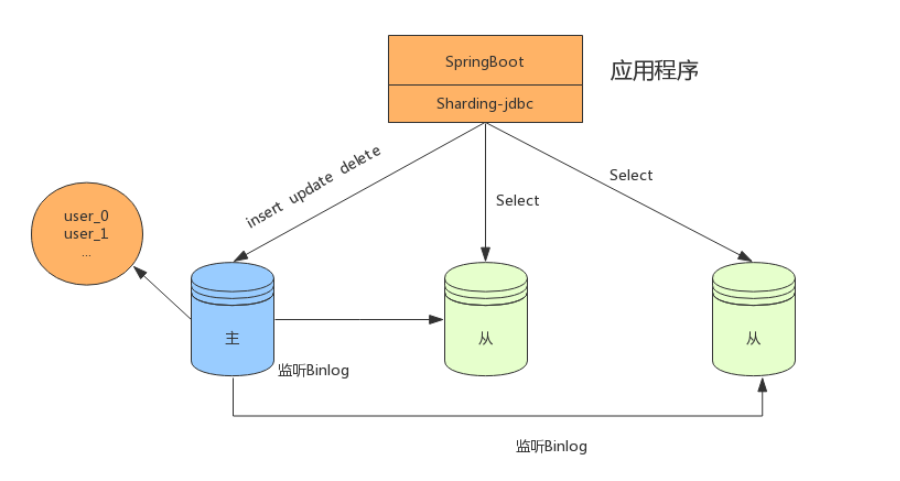 SpringBoot
应用程序
Sharding-jdbc
insert update delete
Select
Select
user_0
user_1
...
主
从
从
监听Binlog
监听Binlog